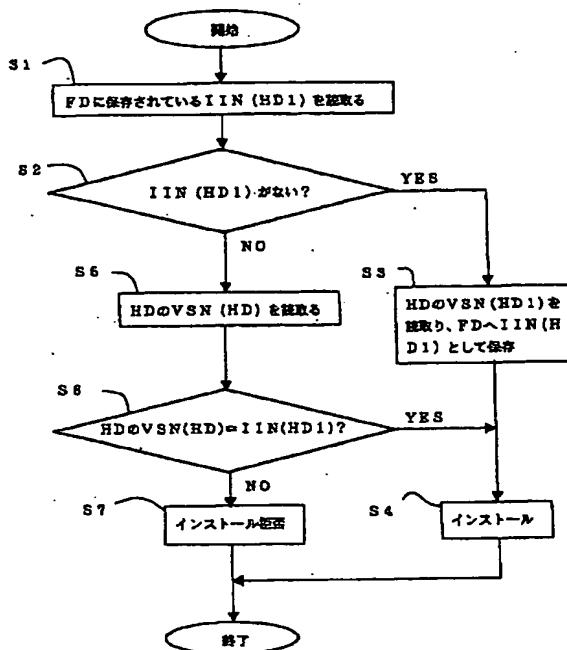 開始
S1
FDに保存されているIIN(HD1)を読取る
S2
IIN(HD1)がない?
YES
NO
S5
HDのVSN(HD)を読取る
S3
HDのVSN(HD1)を
読取り、FDへIIN(H
D1)として保存
S6
HDのVSN(HD)=IIN(HD1)?
YES
NO
S7
インストール拒否
S4
インストール
終了